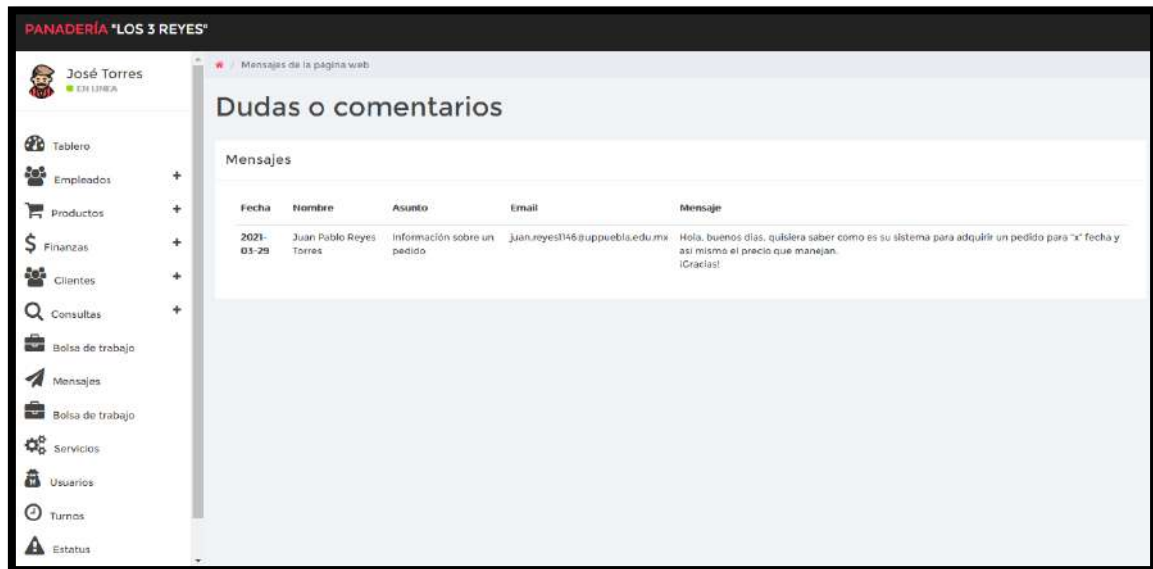 PANADERÍA "LOS 3 REYES"
José Torres
EN LINEA
Tablero
Empleados +
Productos +
Finanzas +
Clientes +
Consultas +
Bolsa de trabajo
Mensajes
Bolsa de trabajo
Servicios
Usuarios
Turnos
Estatus
/ Mensajes de la página web
Dudas o comentarios
Mensajes
Fecha Nombre Asunto Email Mensaje
2021- Juan Pablo Reyes Información sobre un juan.reyes1146@uppuebla.edu.mx Hola, buenos días, quisiera saber como es su sistema para adquirir un pedido para "x" fecha y
03-29 Torres pedido así mismo el precio que manejan.
¡Gracias!